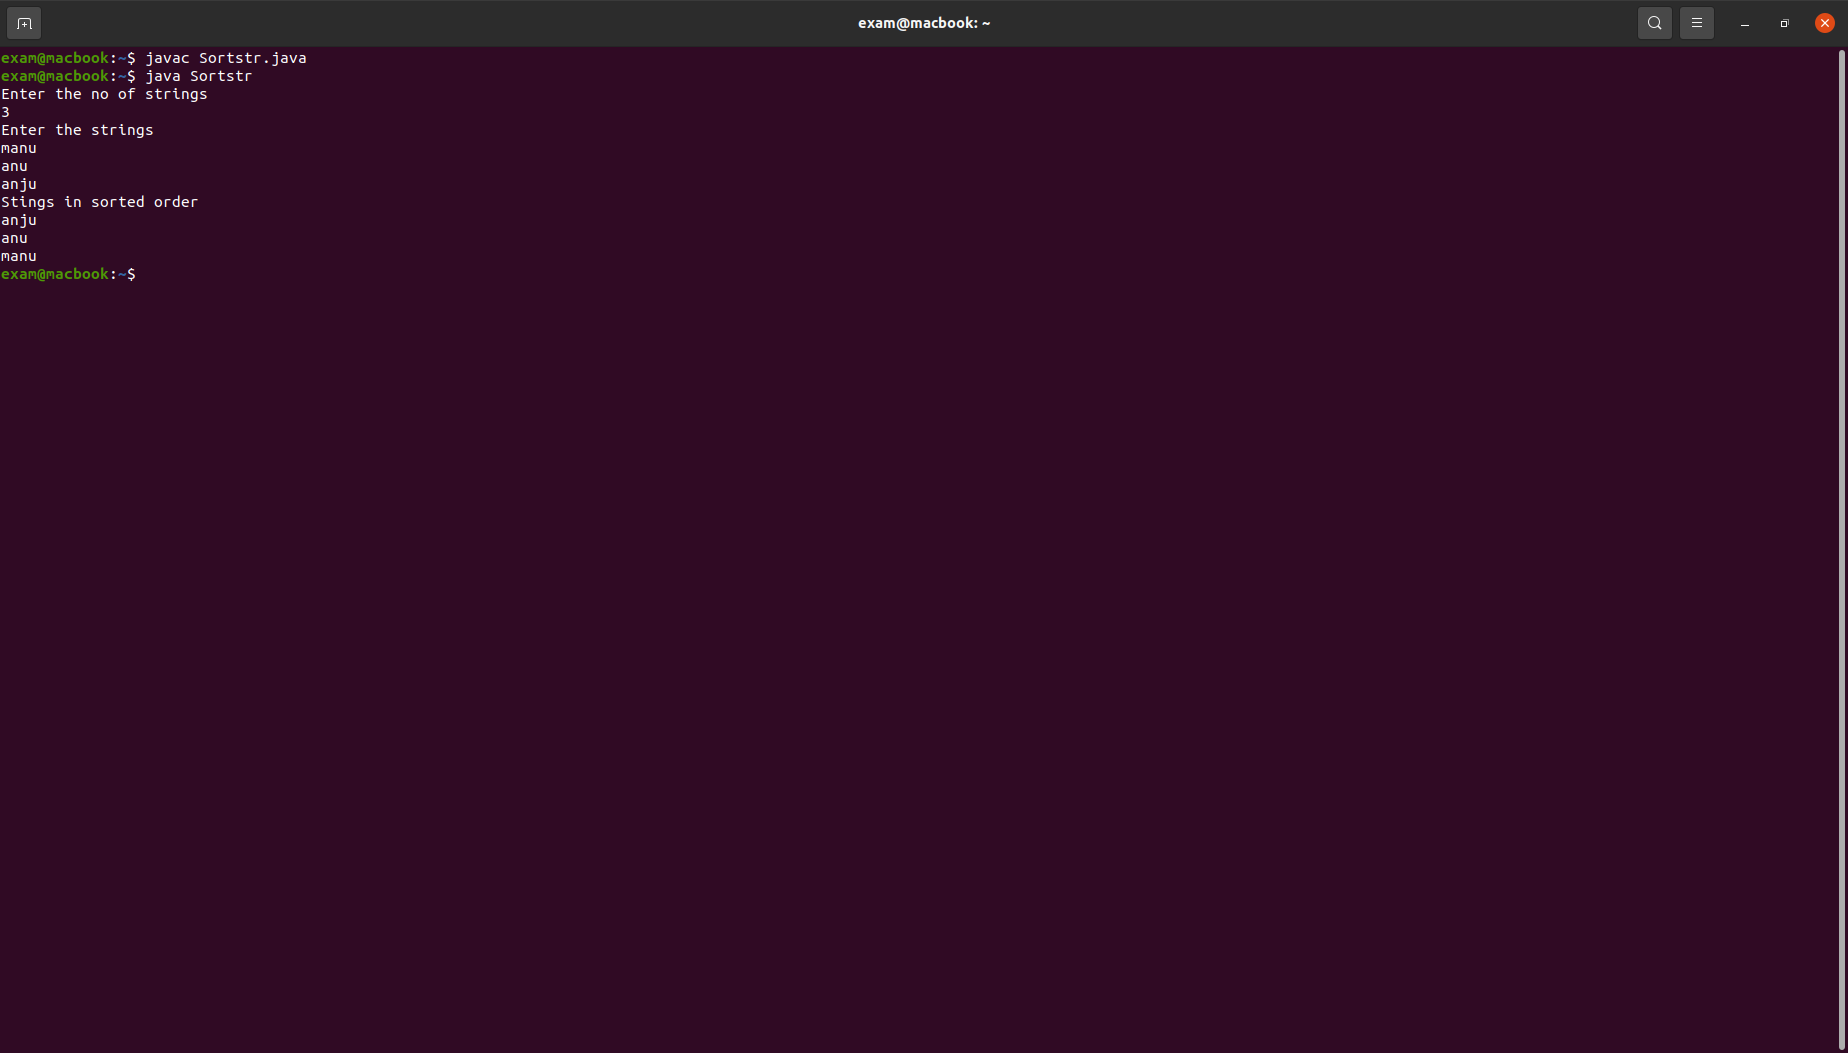 exam@macbook: ~
exam@macbook:~$ javac Sortstr.java
exam@macbook:~$ java Sortstr
Enter the no of strings
3
Enter the strings
manu
anu
anju
Stings in sorted order
anju
anu
manu
exam@macbook:~$